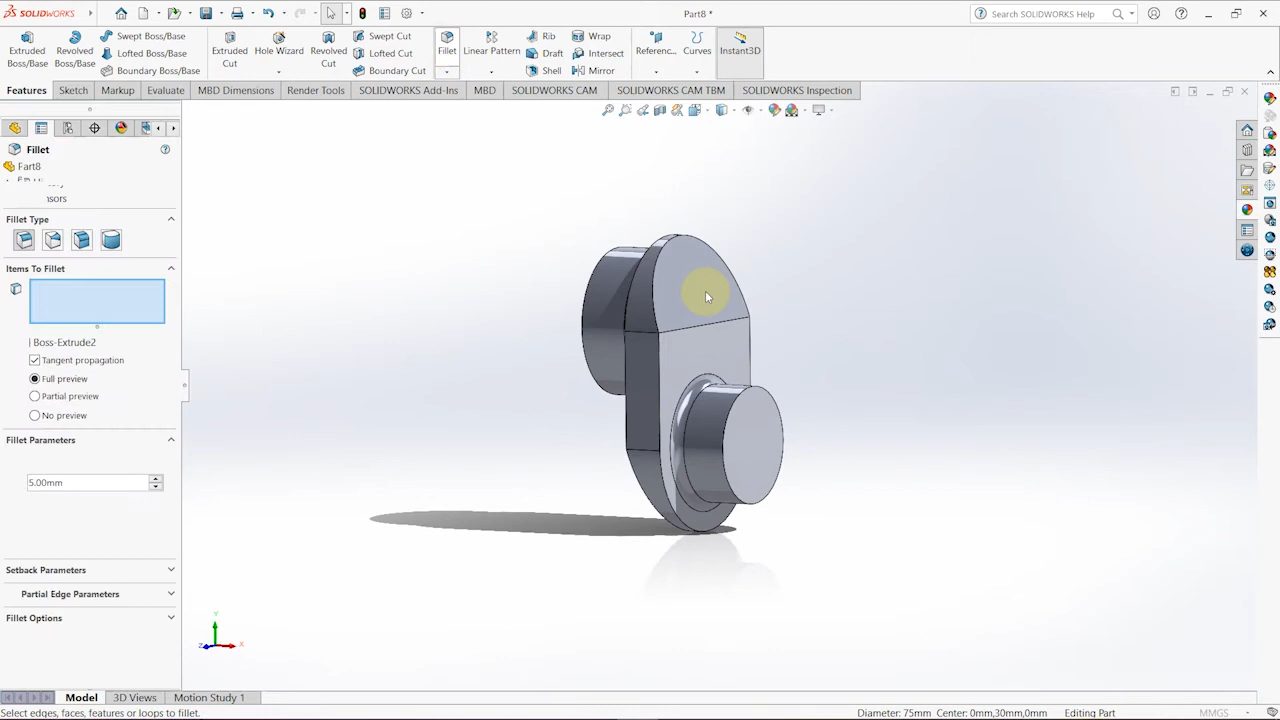 SOLIDWORKS
Part8 *
Search SOLIDWORKS Help
Extruded Boss/Base
Revolved Boss/Base
Swept Boss/Base
Lofted Boss/Base
Boundary Boss/Base
Extruded Cut
Hole Wizard
Revolved Cut
Swept Cut
Lofted Cut
Boundary Cut
Fillet
Linear Pattern
Rib
Draft
Shell
Wrap
Intersect
Mirror
Referenc...
Curves
Instant3D
Features
Sketch
Markup
Evaluate
MBD Dimensions
Render Tools
SOLIDWORKS Add-Ins
MBD
SOLIDWORKS CAM
SOLIDWORKS CAM TBM
SOLIDWORKS Inspection
Fillet
Part8
Fillet Type
Items To Fillet
Boss-Extrude2
Tangent propagation
Full preview
Partial preview
No preview
Fillet Parameters
5.00mm
Setback Parameters
Partial Edge Parameters
Fillet Options
Y
X
Z
Model
3D Views
Motion Study 1
Select edges, faces, features or loops to fillet.
Diameter: 75mm Center: 0mm,30mm,0mm
Editing Part
MMGS